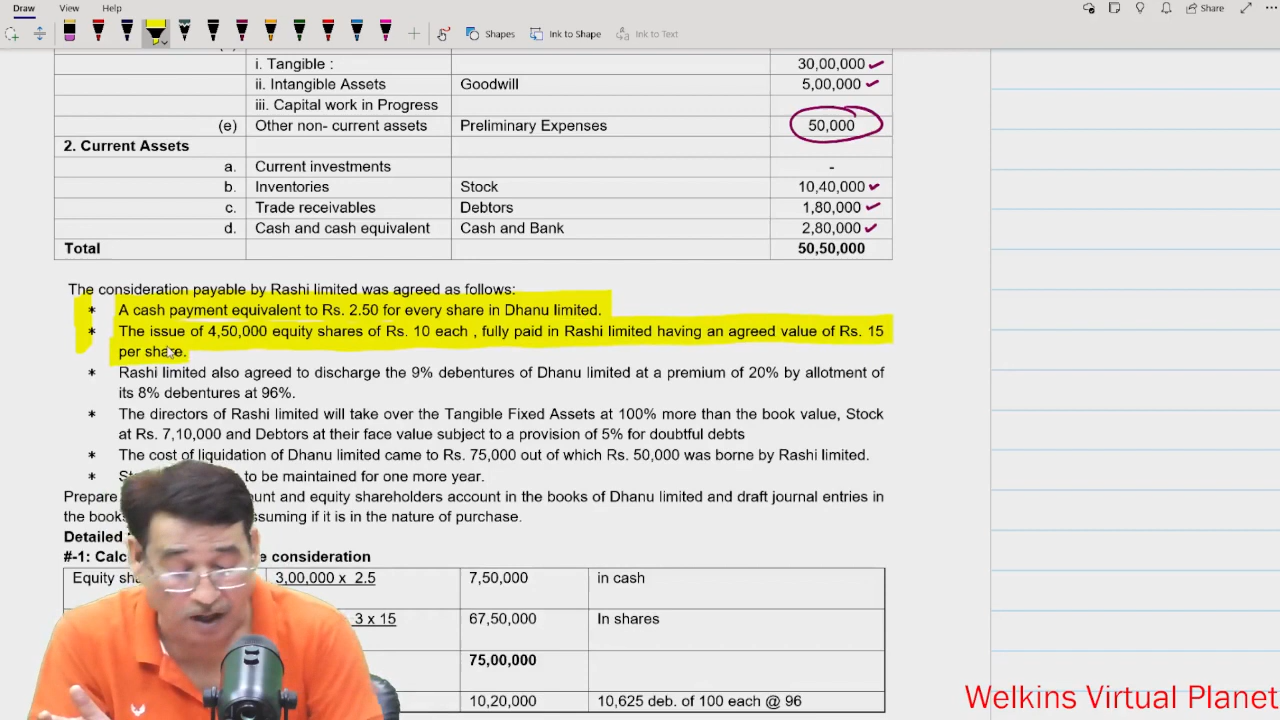 Draw View Help Share
Shapes Ink to Shape Ink to Text
i. Tangible : 30,00,000
ii. Intangible Assets Goodwill 5,00,000
iii. Capital work in Progress
(e) Other non- current assets Preliminary Expenses 50,000
2. Current Assets
a. Current investments -
b. Inventories Stock 10,40,000
c. Trade receivables Debtors 1,80,000
d. Cash and cash equivalent Cash and Bank 2,80,000
Total 50,50,000
The consideration payable by Rashi limited was agreed as follows:
* A cash payment equivalent to Rs. 2.50 for every share in Dhanu limited.
* The issue of 4,50,000 equity shares of Rs. 10 each , fully paid in Rashi limited having an agreed value of Rs. 15
per share.
* Rashi limited also agreed to discharge the 9% debentures of Dhanu limited at a premium of 20% by allotment of
its 8% debentures at 96%.
* The directors of Rashi limited will take over the Tangible Fixed Assets at 100% more than the book value, Stock
at Rs. 7,10,000 and Debtors at their face value subject to a provision of 5% for doubtful debts
* The cost of liquidation of Dhanu limited came to Rs. 75,000 out of which Rs. 50,000 was borne by Rashi limited.
* to be maintained for one more year.
Prepare and equity shareholders account in the books of Dhanu limited and draft journal entries in
the books if it is in the nature of purchase.
Detailed
#-1: consideration
Equity 3,00,000 x 2.5 7,50,000 in cash
3 x 15 67,50,000 In shares
75,00,000
10,20,000 10,625 deb. of 100 each @ 96
Welkins Virtual Planet